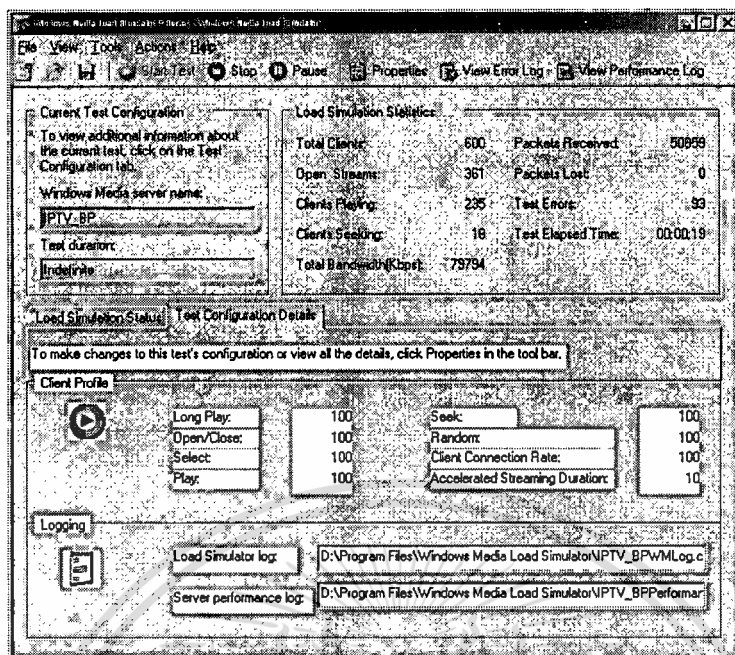 Windows Media Load Simulator
File View Tools Actions Help
Start Test Stop Pause Properties View Error Log View Performance Log
Current Test Configuration
To view additional information about
the current test, click on the Test
Configuration tab.
Windows Media server name:
IPTV_BP
Test duration:
Indefinite
Load Simulation Statistics
Total Clients: 600 Packets Received: 50859
Open Streams: 361 Packets Lost: 0
Clients Playing: 235 Test Errors: 93
Clients Seeking: 18 Test Elapsed Time: 00:00:19
Total Bandwidth(Kbps): 79794
Load Simulation Status Test Configuration Details
To make changes to this test's configuration or view all the details, click Properties in the tool bar.
Client Profile
Long Play: 100 Seek: 100
Open/Close: 100 Random: 100
Select: 100 Client Connection Rate: 100
Play: 100 Accelerated Streaming Duration: 10
Logging
Load Simulator log: D:\Program Files\Windows Media Load Simulator\IPTV_BPWMLog.c
Server performance log: D:\Program Files\Windows Media Load Simulator\IPTV_BPPerformar